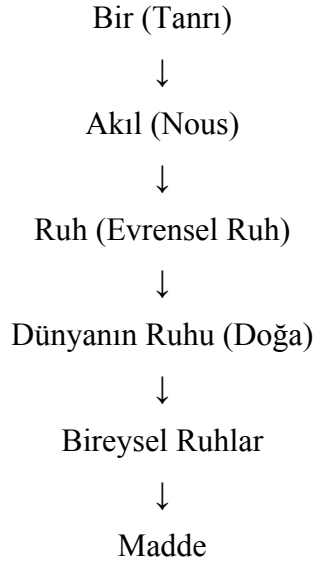 Bir (Tanrı)
↓
Akıl (Nous)
↓
Ruh (Evrensel Ruh)
↓
Dünyanın Ruhu (Doğa)
↓
Bireysel Ruhlar
↓
Madde